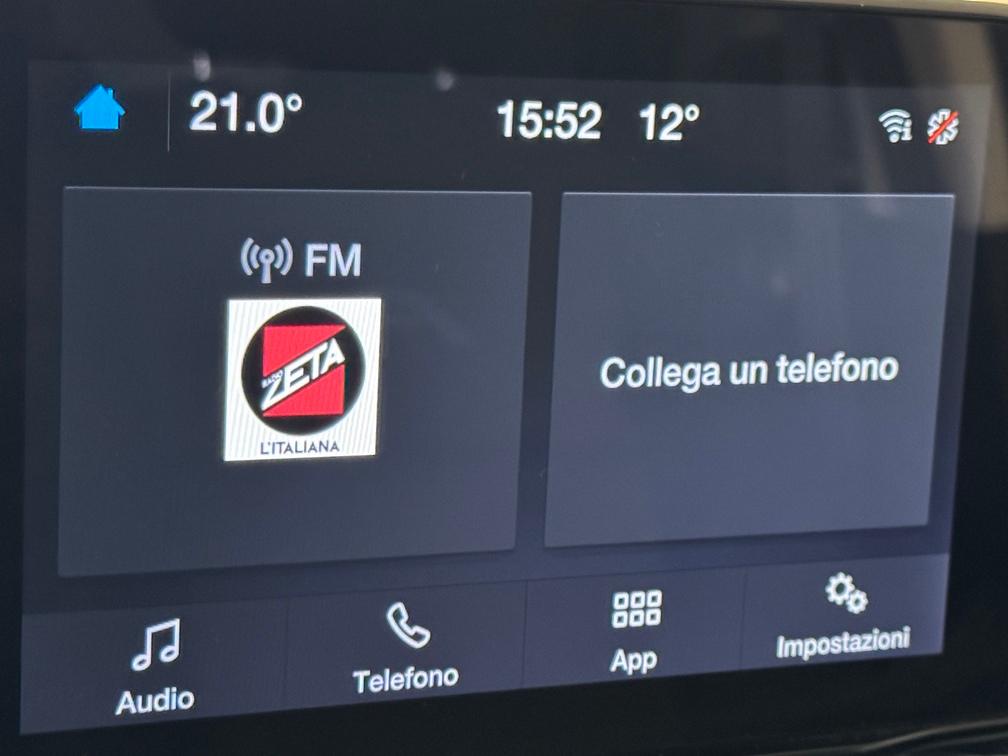 21.0°
15:52 12°
FM
RADIO
ZETA
L'ITALIANA
Collega un telefono
Audio
Telefono
App
Impostazioni